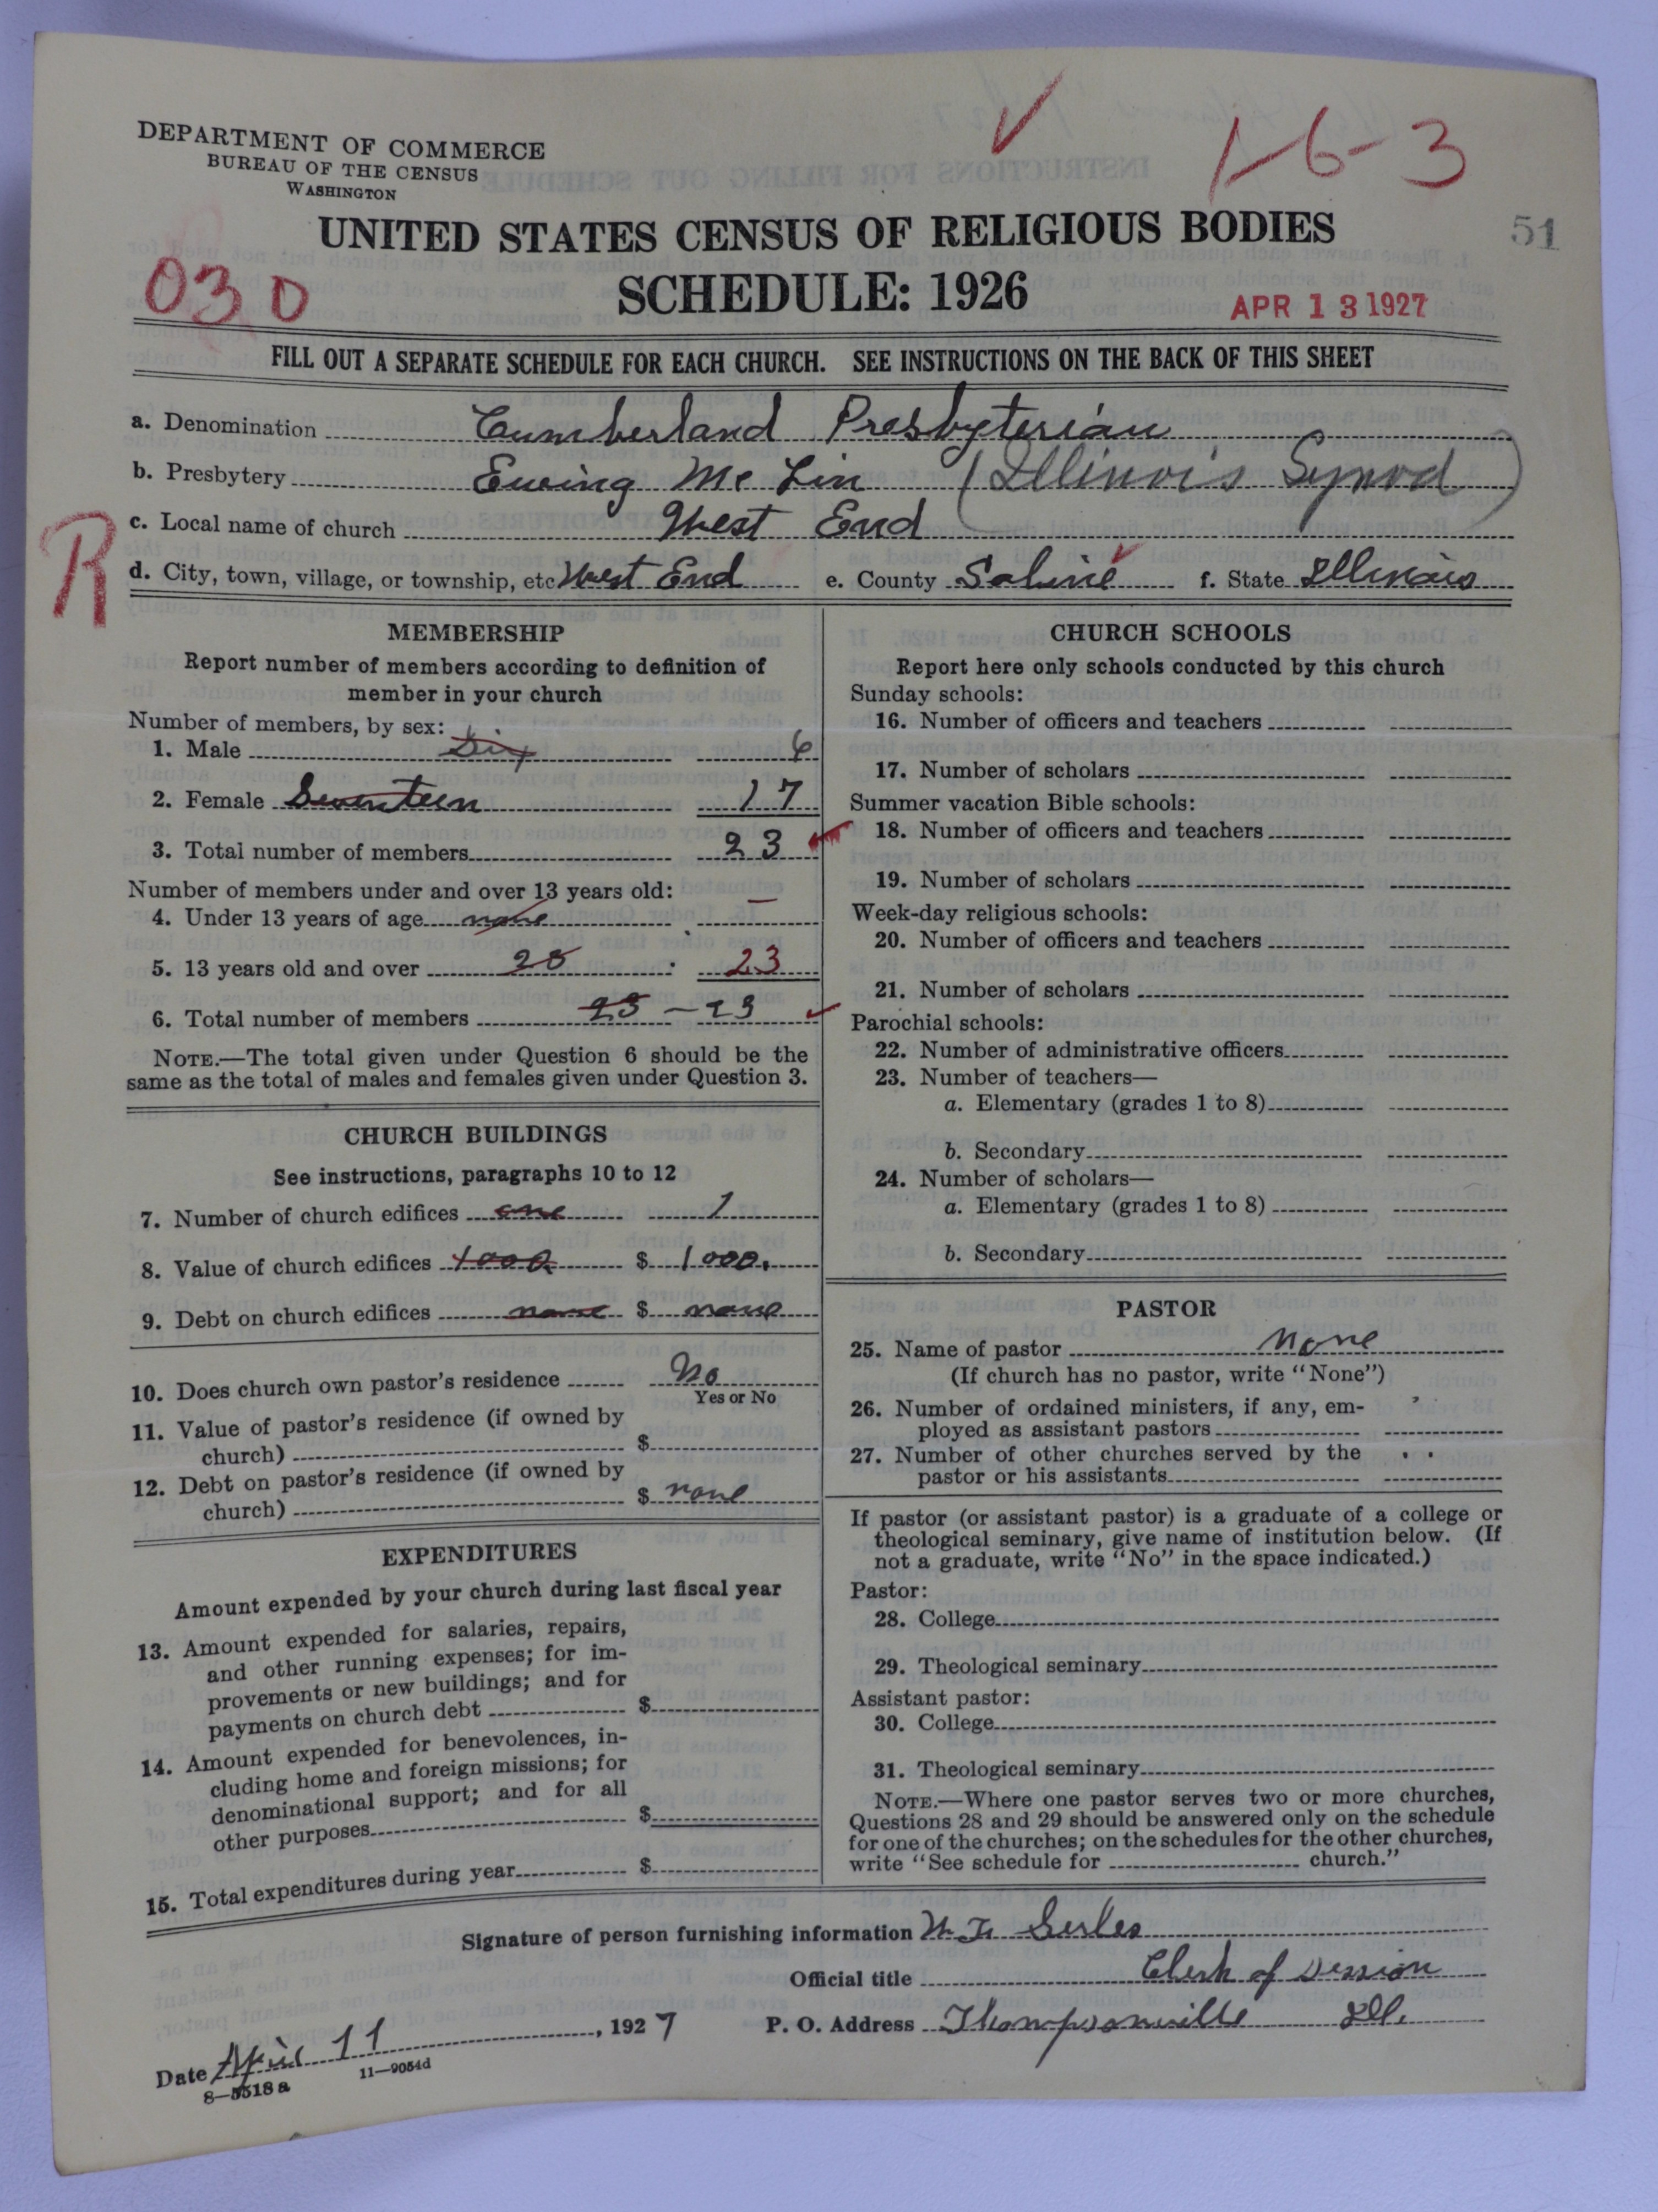 DEPARTMENT OF COMMERCE
BUREAU OF THE CENSUS
WASHINGTON
1-6-3
UNITED STATES CENSUS OF RELIGIOUS BODIES
51
030
SCHEDULE: 1926
APR 13 1927
FILL OUT A SEPARATE SCHEDULE FOR EACH CHURCH. SEE INSTRUCTIONS ON THE BACK OF THIS SHEET
a. Denomination Cumberland Presbyterian
b. Presbytery Ewing Mc Lin (Illinois Synod)
R
c. Local name of church West End
d. City, town, village, or township, etc West End e. County Saline f. State Illinois
MEMBERSHIP
Report number of members according to definition of
member in your church
Number of members, by sex:
1. Male Six 6
2. Female Seventeen 17
3. Total number of members 23
Number of members under and over 13 years old:
4. Under 13 years of age none —
5. 13 years old and over 23 23
6. Total number of members 23 - 23
NOTE.—The total given under Question 6 should be the
same as the total of males and females given under Question 3.
CHURCH BUILDINGS
See instructions, paragraphs 10 to 12
7. Number of church edifices one 1
8. Value of church edifices 1000. $ 1000.
9. Debt on church edifices none $ none
10. Does church own pastor's residence No
Yes or No
11. Value of pastor's residence (if owned by
church) $
12. Debt on pastor's residence (if owned by
church) $ none
EXPENDITURES
Amount expended by your church during last fiscal year
13. Amount expended for salaries, repairs,
and other running expenses; for im-
provements or new buildings; and for
payments on church debt $
14. Amount expended for benevolences, in-
cluding home and foreign missions; for
denominational support; and for all
other purposes $
15. Total expenditures during year $
CHURCH SCHOOLS
Report here only schools conducted by this church
Sunday schools:
16. Number of officers and teachers
17. Number of scholars
Summer vacation Bible schools:
18. Number of officers and teachers
19. Number of scholars
Week-day religious schools:
20. Number of officers and teachers
21. Number of scholars
Parochial schools:
22. Number of administrative officers
23. Number of teachers—
a. Elementary (grades 1 to 8)
b. Secondary
24. Number of scholars—
a. Elementary (grades 1 to 8)
b. Secondary
PASTOR
25. Name of pastor None
(If church has no pastor, write "None")
26. Number of ordained ministers, if any, em-
ployed as assistant pastors
27. Number of other churches served by the
pastor or his assistants
If pastor (or assistant pastor) is a graduate of a college or
theological seminary, give name of institution below. (If
not a graduate, write "No" in the space indicated.)
Pastor:
28. College
29. Theological seminary
Assistant pastor:
30. College
31. Theological seminary
NOTE.—Where one pastor serves two or more churches,
Questions 28 and 29 should be answered only on the schedule
for one of the churches; on the schedules for the other churches,
write "See schedule for church."
Signature of person furnishing information Serles
Official title Clerk of Session
Date April 11, 1927 P. O. Address Thompsonville Ill.
8-5518 a 11-9054d